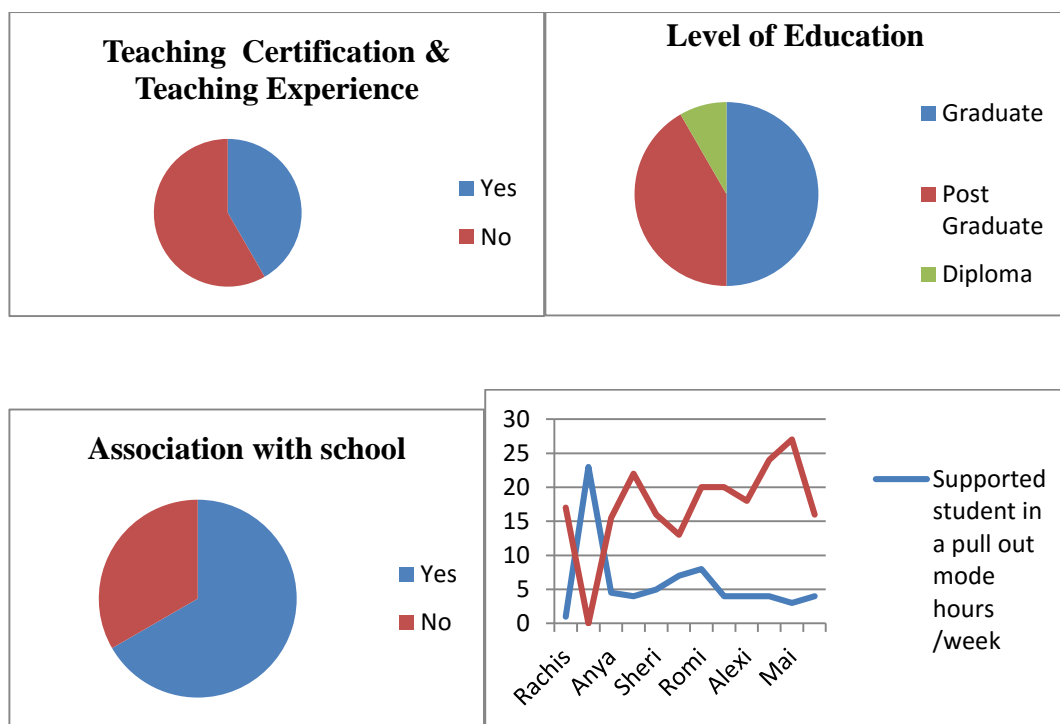 Teaching  Certification &
Teaching Experience
Yes
No
Level of Education
Graduate
Post
Graduate
Diploma
Association with school
Yes
No
30
25
20
15
10
5
0
Rachis
Anya
Sheri
Romi
Alexi
Mai
Supported
student in
a pull out
mode
hours
/week